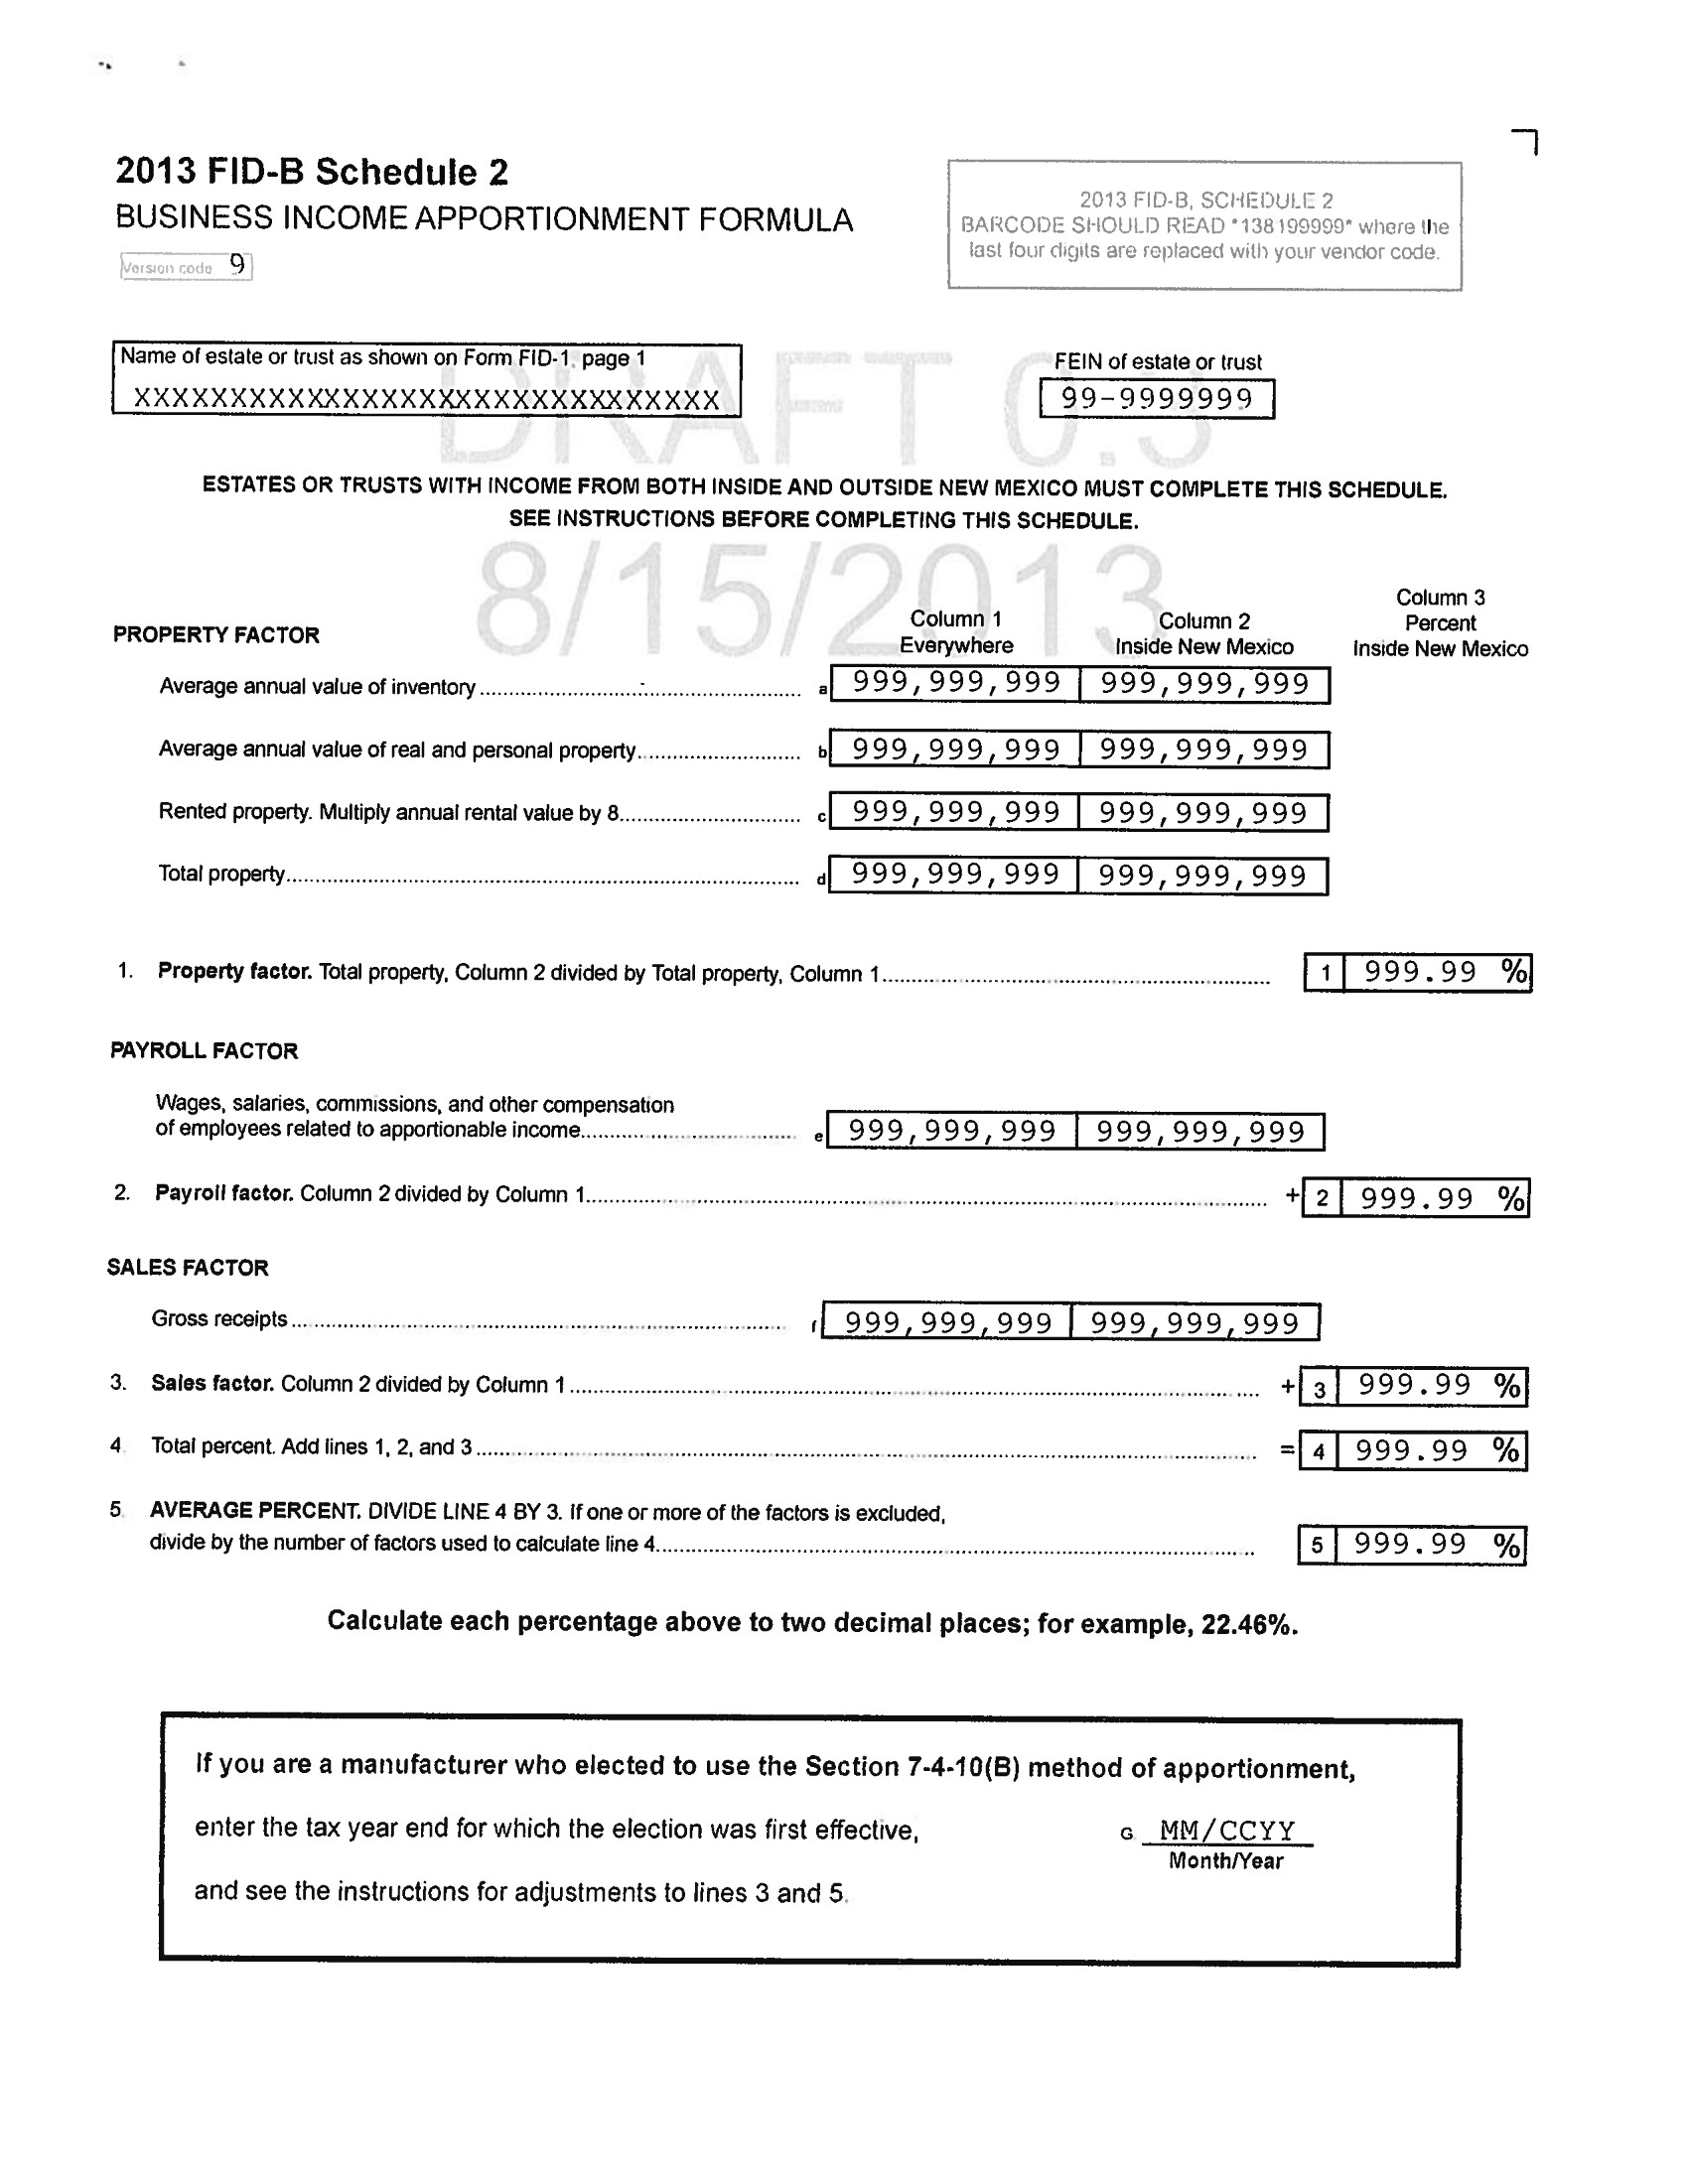 2013 FID-B Schedule 2
BUSINESS INCOME APPORTIONMENT FORMULA
Version code 9
2013 FID-B, SCHEDULE 2
BARCODE SHOULD READ *138199999* where the
last four digits are replaced with your vendor code.
Name of estate or trust as shown on Form FID-1, page 1
XXXXXXXXXXXXXXXXXXXXXXXXXXXXXXX
FEIN of estate or trust
99-9999999
DRAFT 0.3
ESTATES OR TRUSTS WITH INCOME FROM BOTH INSIDE AND OUTSIDE NEW MEXICO MUST COMPLETE THIS SCHEDULE.
SEE INSTRUCTIONS BEFORE COMPLETING THIS SCHEDULE.
8/15/2013
PROPERTY FACTOR
Column 1
Everywhere
Column 2
Inside New Mexico
Column 3
Percent
Inside New Mexico
Average annual value of inventory a 999,999,999 999,999,999
Average annual value of real and personal property b 999,999,999 999,999,999
Rented property. Multiply annual rental value by 8 c 999,999,999 999,999,999
Total property d 999,999,999 999,999,999
1. Property factor. Total property, Column 2 divided by Total property, Column 1 1 999.99 %
PAYROLL FACTOR
Wages, salaries, commissions, and other compensation
of employees related to apportionable income e 999,999,999 999,999,999
2. Payroll factor. Column 2 divided by Column 1 + 2 999.99 %
SALES FACTOR
Gross receipts f 999,999,999 999,999,999
3. Sales factor. Column 2 divided by Column 1 + 3 999.99 %
4 Total percent. Add lines 1, 2, and 3 = 4 999.99 %
5. AVERAGE PERCENT. DIVIDE LINE 4 BY 3. If one or more of the factors is excluded,
divide by the number of factors used to calculate line 4 5 999.99 %
Calculate each percentage above to two decimal places; for example, 22.46%.
If you are a manufacturer who elected to use the Section 7-4-10(B) method of apportionment,
enter the tax year end for which the election was first effective, G MM/CCYY
Month/Year
and see the instructions for adjustments to lines 3 and 5.